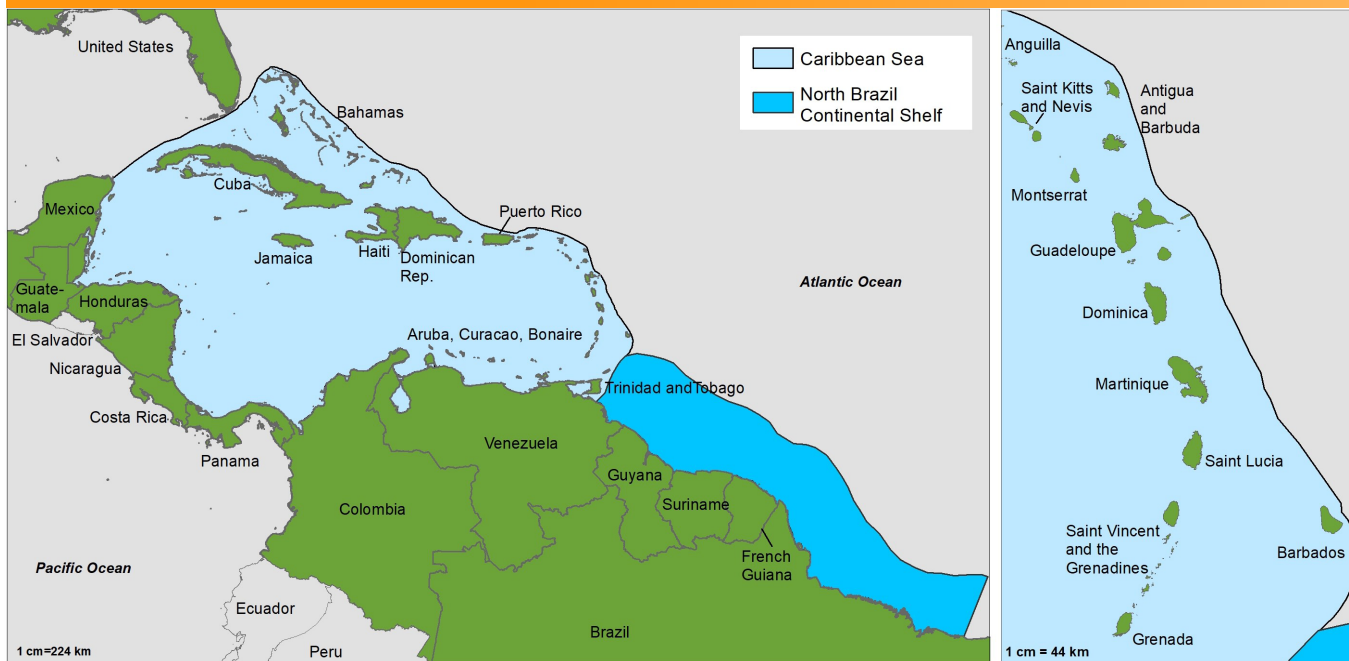 United States
Bahamas
Cuba
Mexico
Puerto Rico
Jamaica
Haiti
Dominican
Rep.
Guate-
mala
Honduras
El Salvador
Nicaragua
Aruba, Curacao, Bonaire
Costa Rica
Panama
Trinidad andTobago
Venezuela
Guyana
Suriname
Colombia
French
Guiana
Ecuador
Peru
Brazil
Atlantic Ocean
Pacific Ocean
1 cm=224 km
Caribbean Sea
North Brazil
Continental Shelf
Anguilla
Saint Kitts
and Nevis
Antigua
and
Barbuda
Montserrat
Guadeloupe
Dominica
Martinique
Saint Lucia
Saint Vincent
and the
Grenadines
Barbados
Grenada
1 cm = 44 km